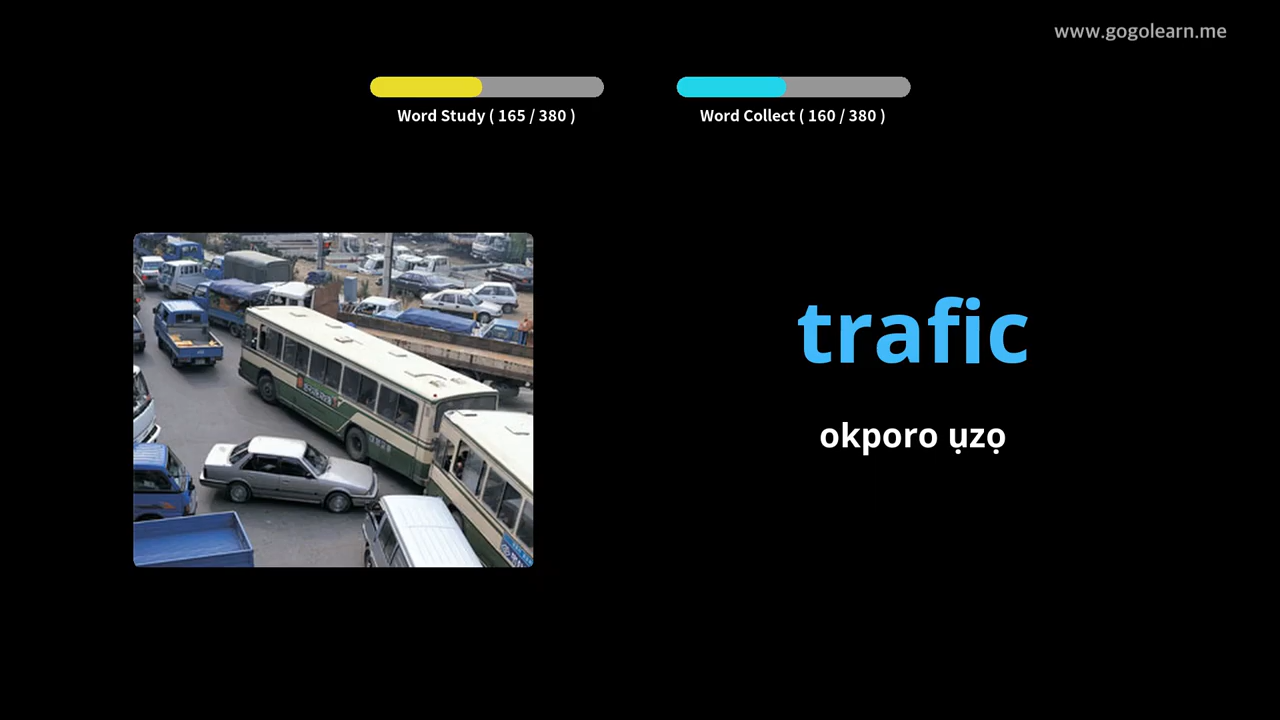 www.gogolearn.me
Word Study ( 165 / 380 )
Word Collect ( 160 / 380 )
trafic
okporo ụzọ